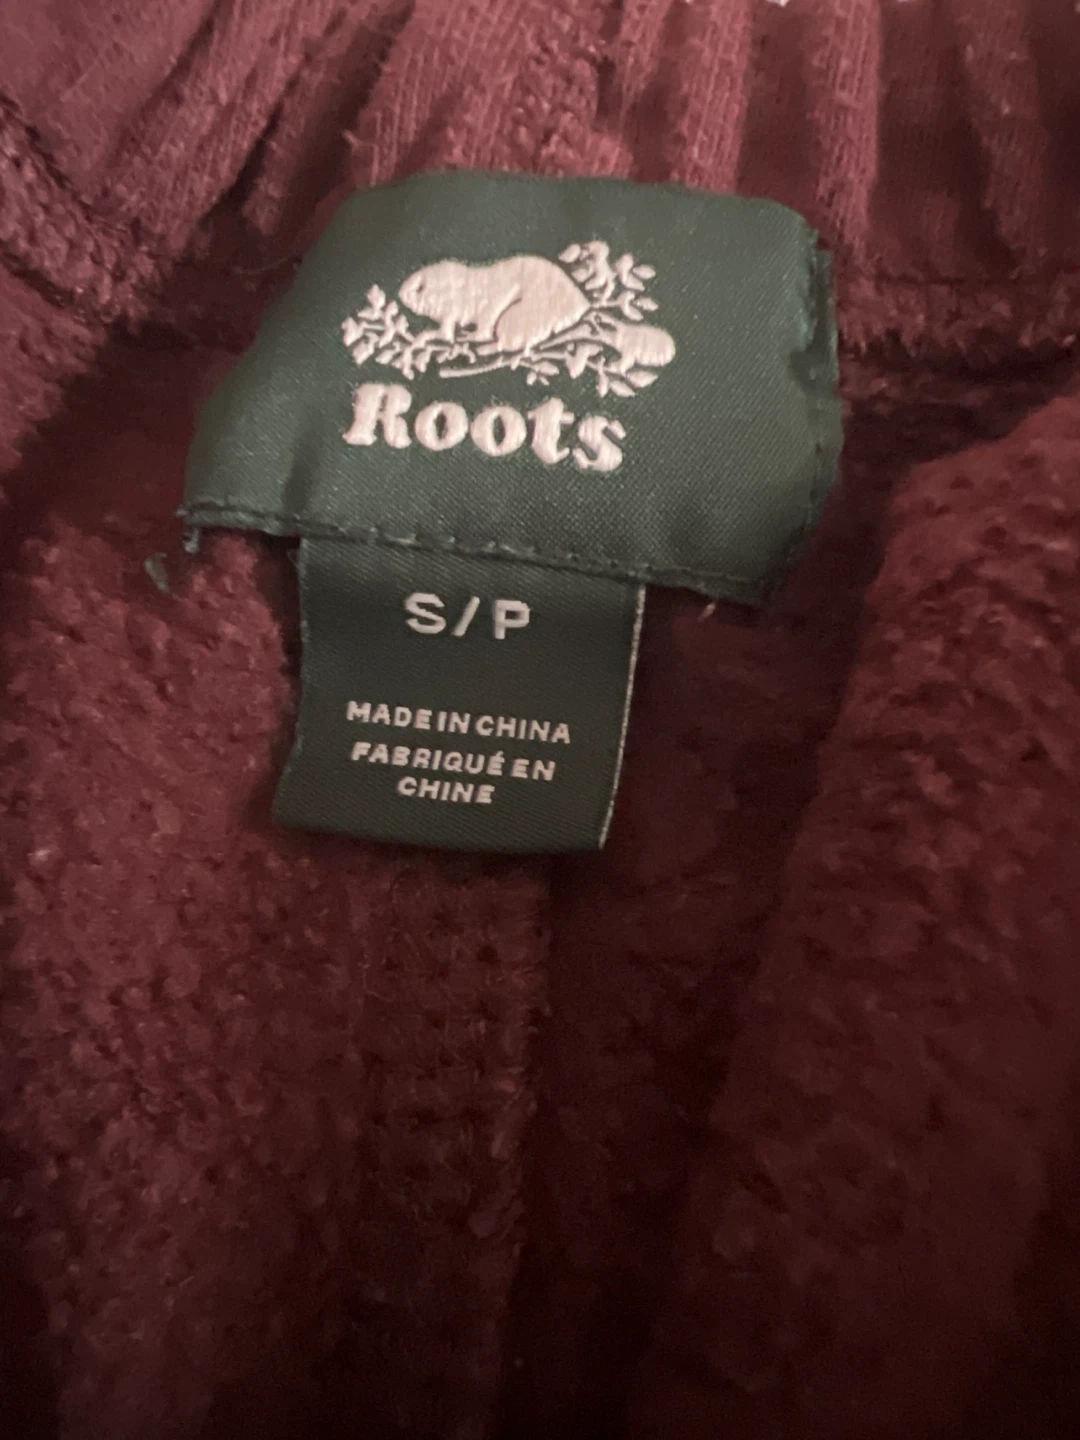 Roots
S/P
MADE IN CHINA
FABRIQUÉ EN
CHINE